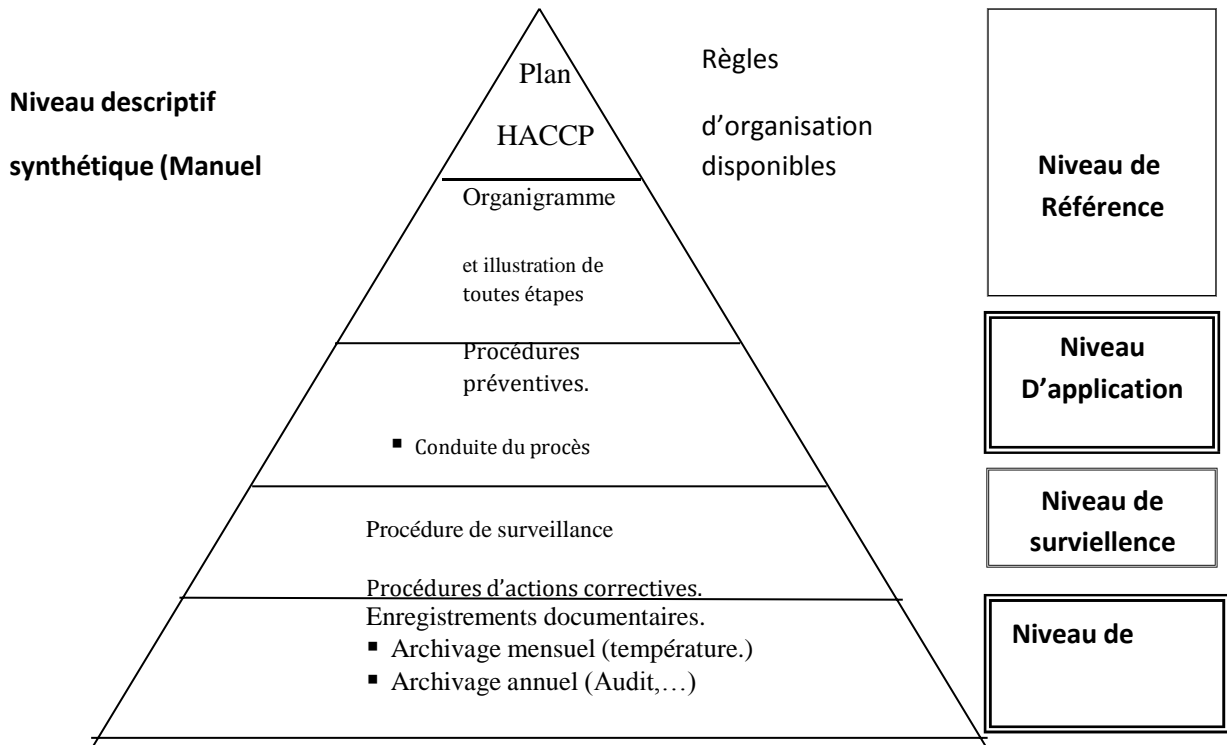 Niveau descriptif
synthétique (Manuel
Plan
HACCP
Règles
d’organisation
disponibles
Organigramme
et illustration de
toutes étapes
Procédures
préventives.
▪ Conduite du procès
Procédure de surveillance
Procédures d’actions correctives.
Enregistrements documentaires.
▪ Archivage mensuel (température.)
▪ Archivage annuel (Audit,…)
Niveau de
Référence
Niveau
D’application
Niveau de
surviellence
Niveau de